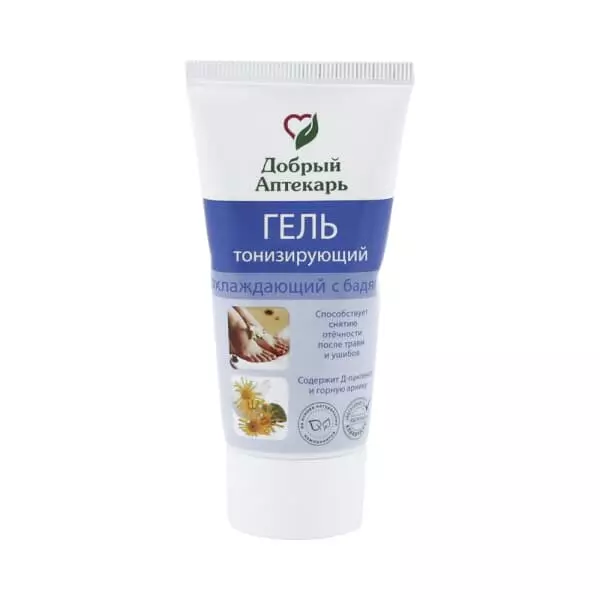 Добрый
Аптекарь
ГЕЛЬ
тонизирующий
охлаждающий с бадя
Способствует
снятию
отёчности
после травм
и ушибов
Содержит Д-пантенол
и горную арнику